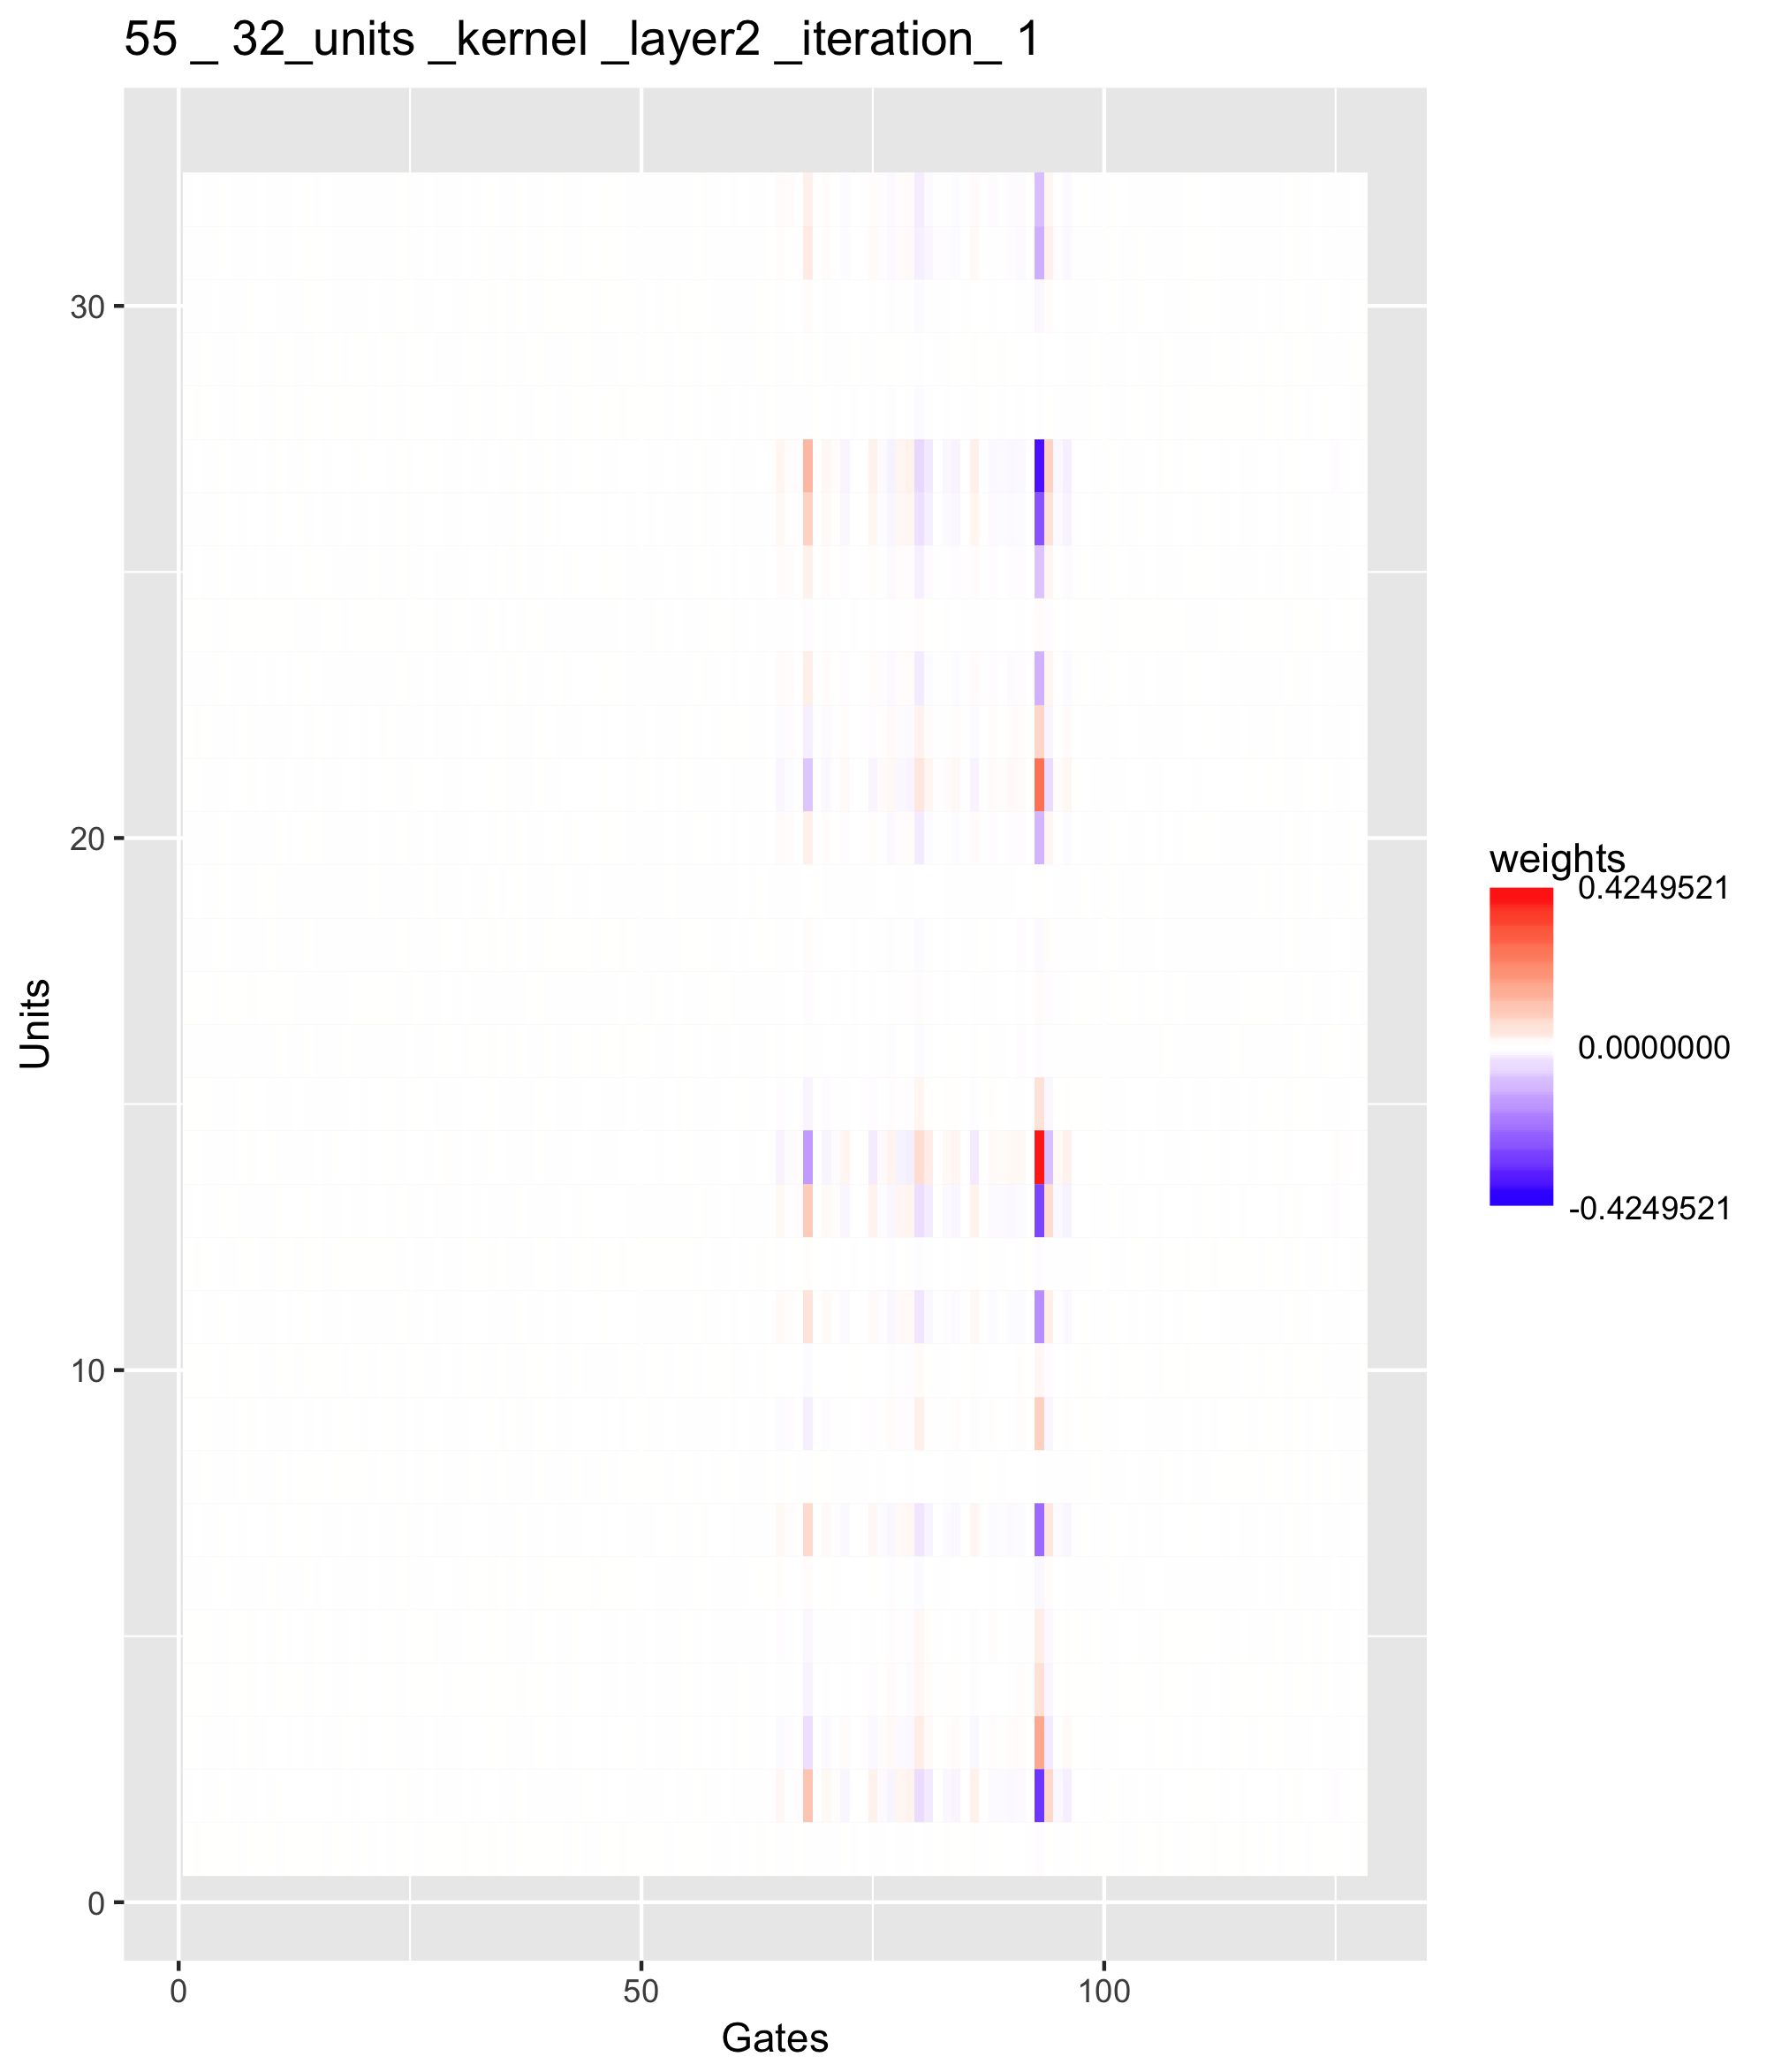 55 _ 32_units _kernel _layer2 _iteration_ 1
30
20
10
0
0
50
100
Units
Gates
weights
0.4249521
0.0000000
-0.4249521